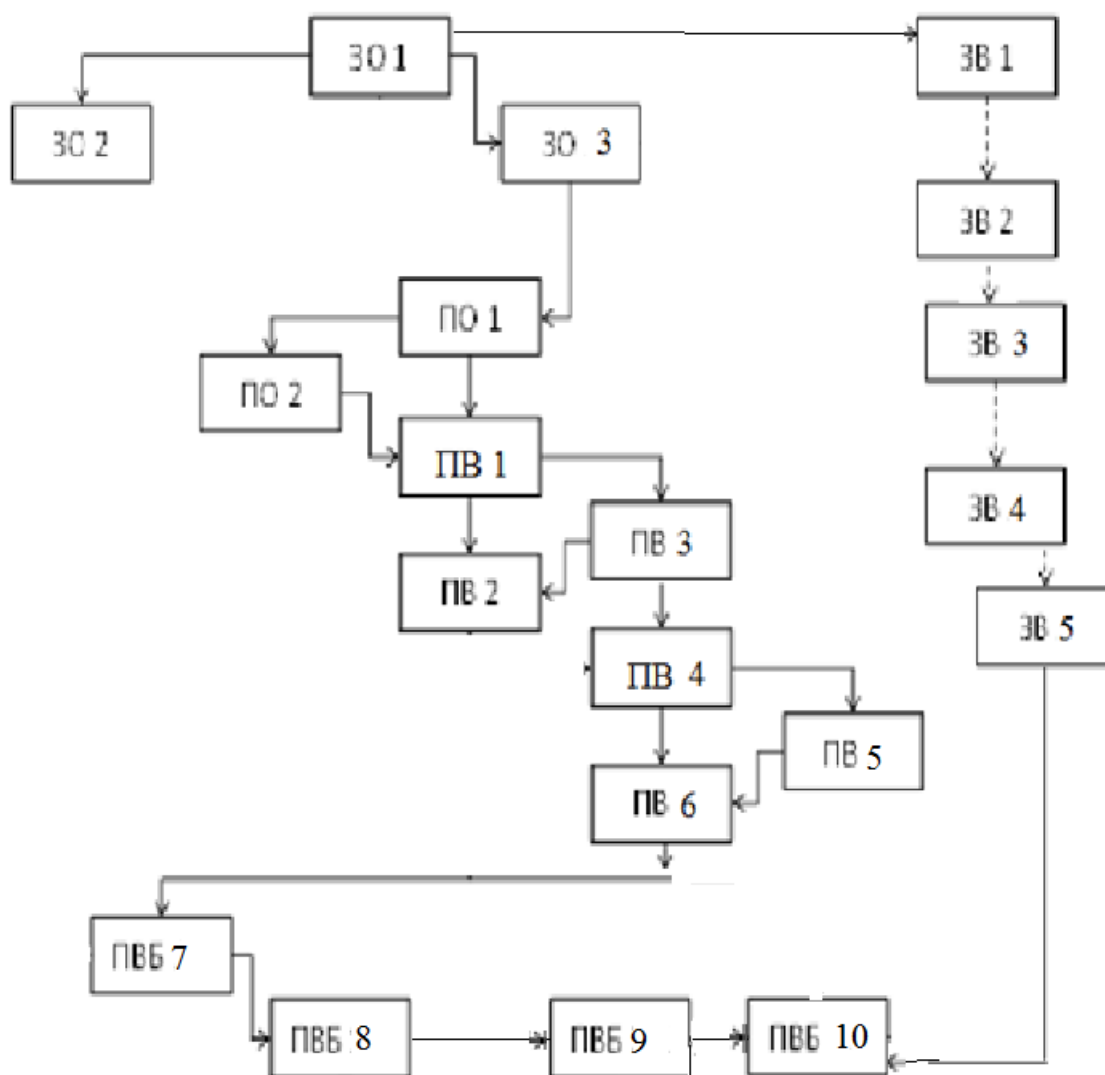 ЗО 1
ЗВ 1
ЗО 2
ЗО 3
ЗВ 2
ПО 1
ЗВ 3
ПО 2
ПВ 1
ЗВ 4
ПВ 3
ПВ 2
ЗВ 5
ПВ 4
ПВ 5
ПВ 6
ПВБ 7
ПВБ 8
ПВБ 9
ПВБ 10